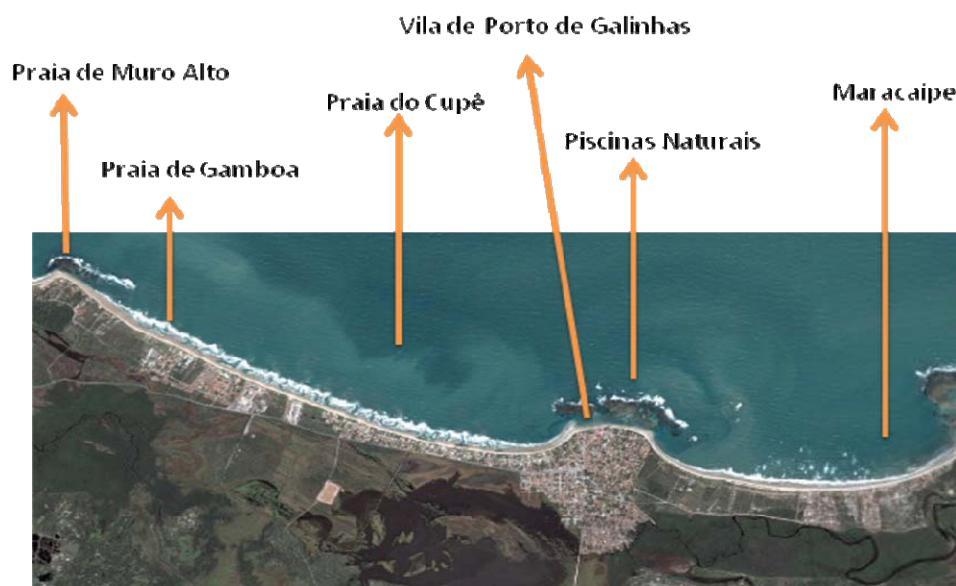 Vila de Porto de Galinhas
Praia de Muro Alto
Praia do Cupê
Maracaipe
Piscinas Naturais
Praia de Gamboa